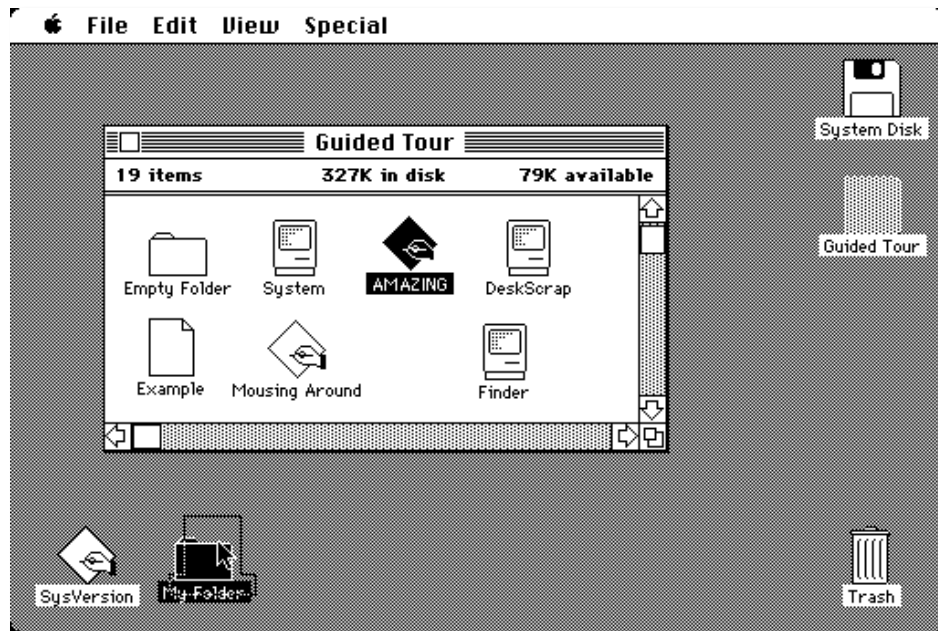 File Edit View Special
System Disk
Guided Tour
19 items 327K in disk 79K available
Guided Tour
Empty Folder System AMAZING DeskScrap
Example Mousing Around Finder
SysVersion My Folder Trash